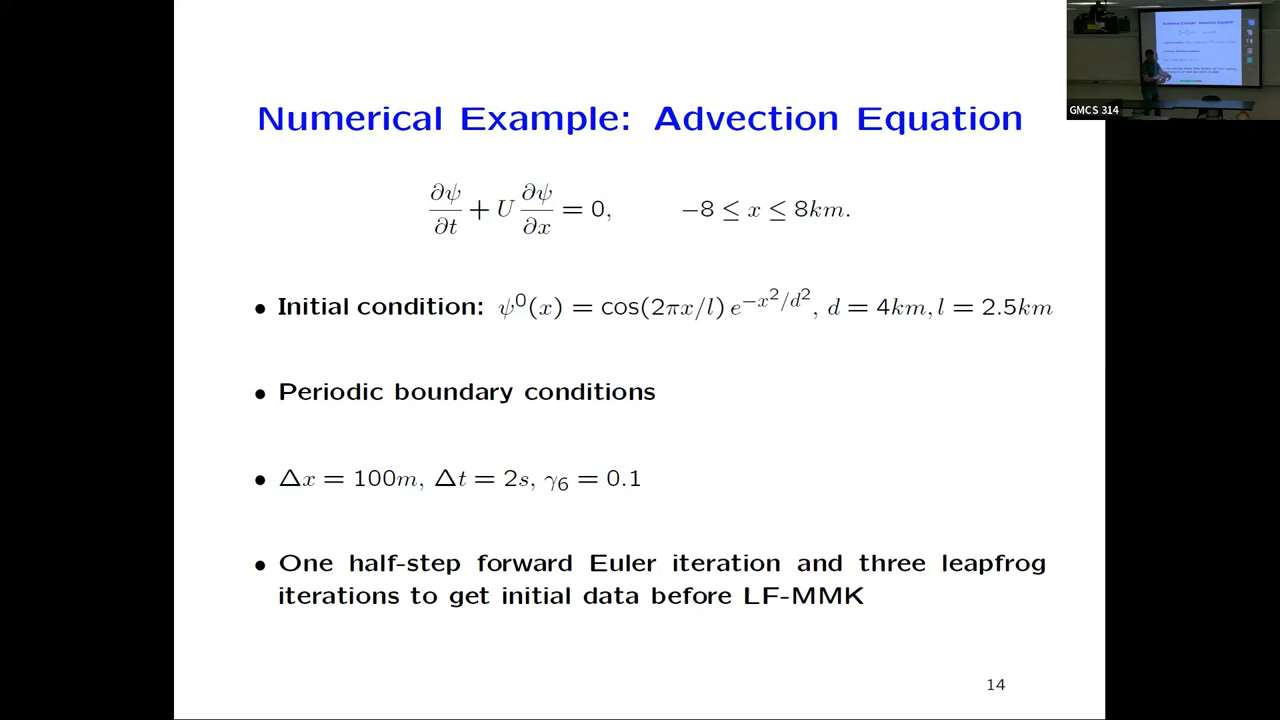 Numerical Example: Advection Equation
∂ψ/∂t + U ∂ψ/∂x = 0, −8 ≤ x ≤ 8km.
• Initial condition: ψ⁰(x) = cos(2πx/l) e^{−x²/d²}, d = 4km, l = 2.5km
• Periodic boundary conditions
• Δx = 100m, Δt = 2s, γ₆ = 0.1
• One half-step forward Euler iteration and three leapfrog
iterations to get initial data before LF-MMK
14
GMCS 314